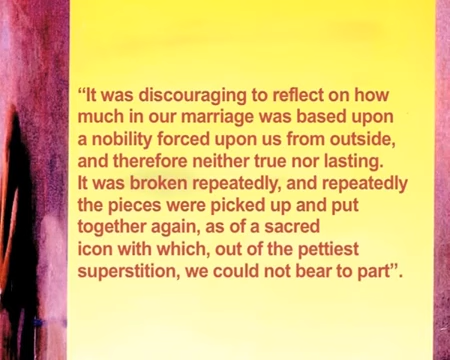 “It was discouraging to reflect on how
much in our marriage was based upon
a nobility forced upon us from outside,
and therefore neither true nor lasting.
It was broken repeatedly, and repeatedly
the pieces were picked up and put
together again, as of a sacred
icon with which, out of the pettiest
superstition, we could not bear to part”.